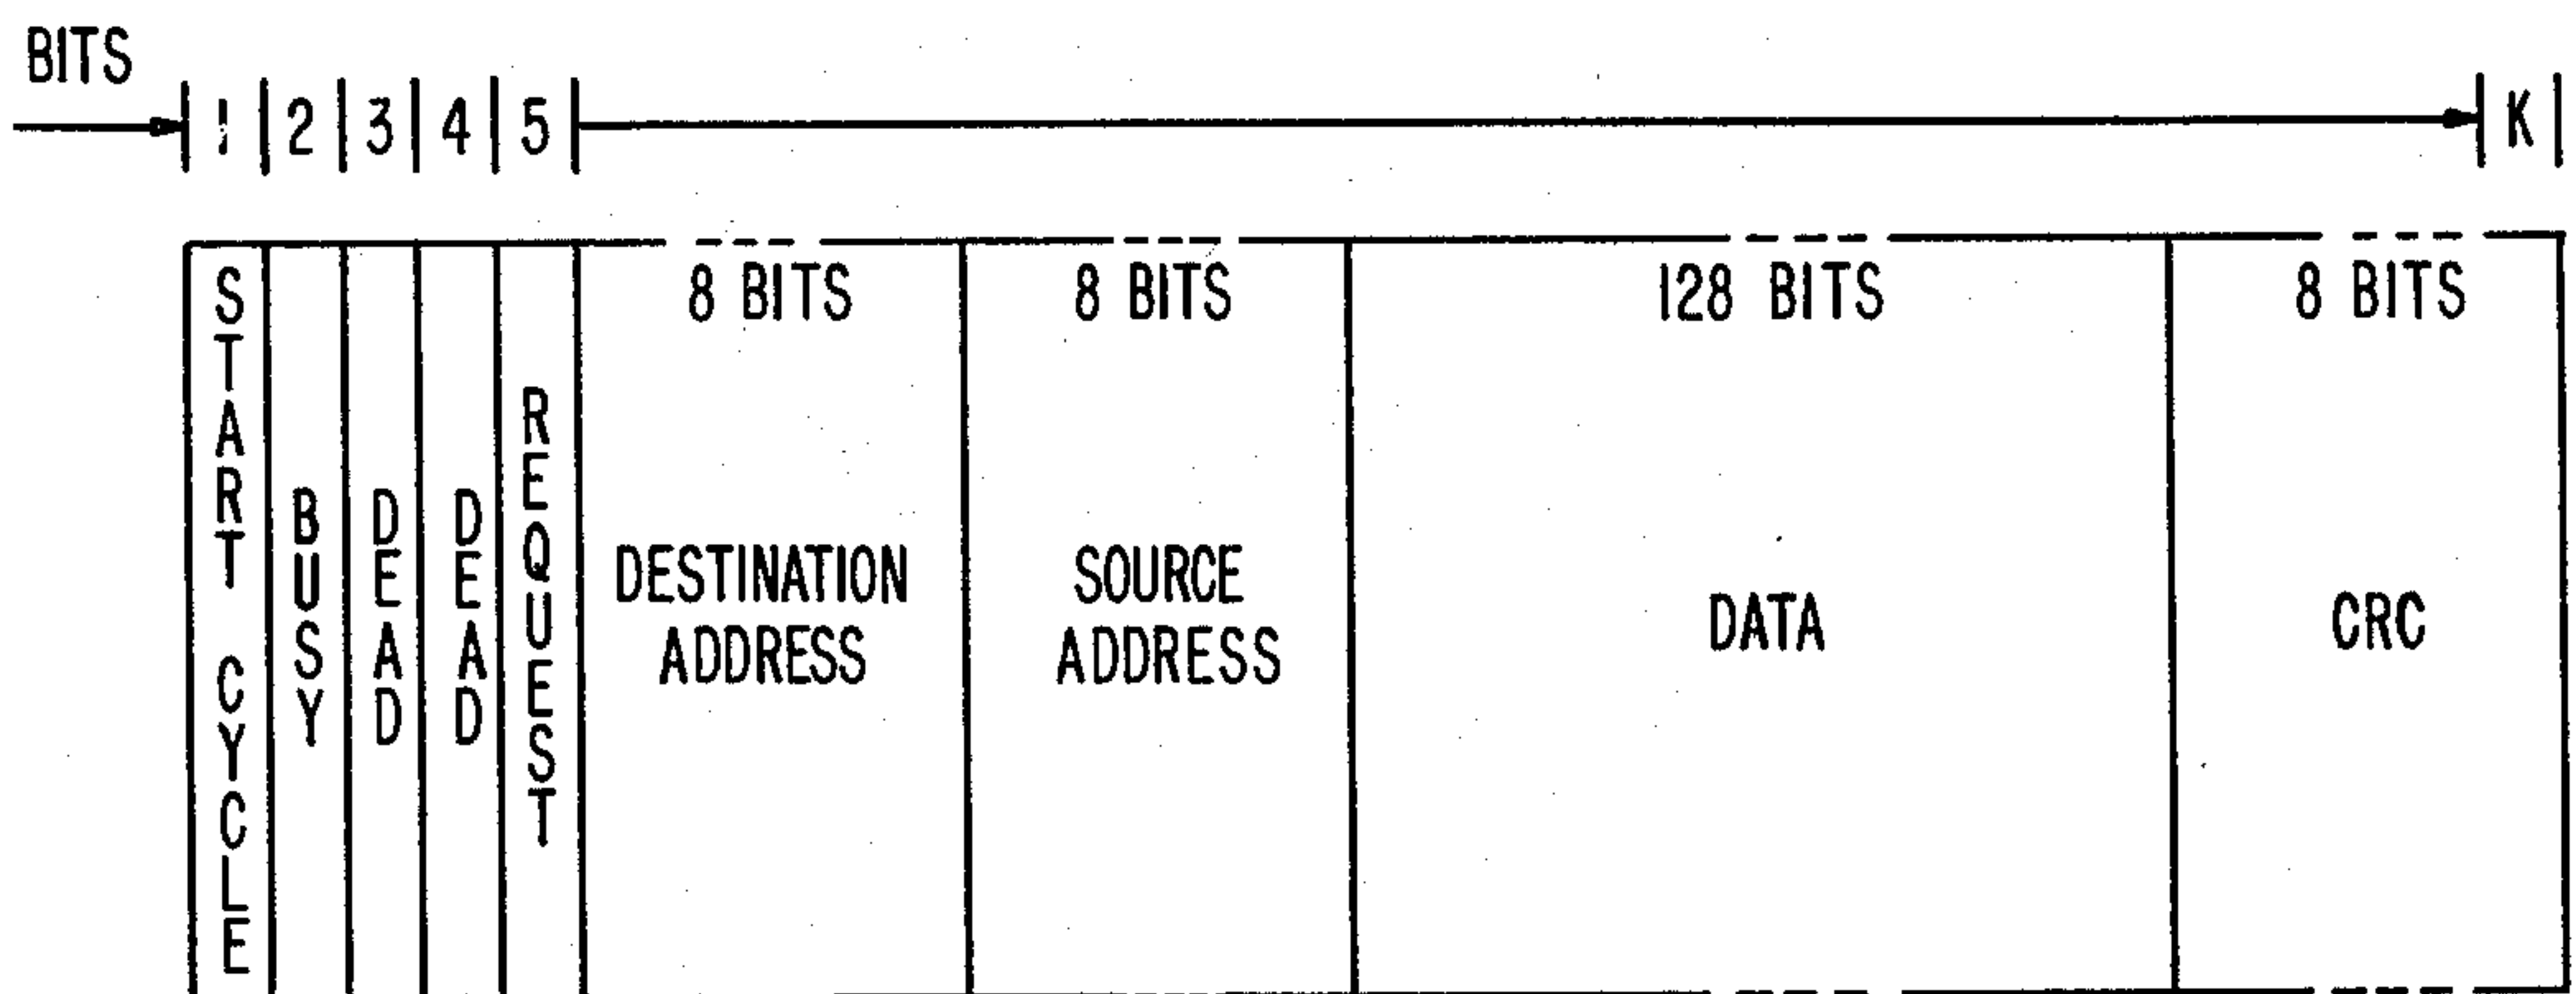 BITS
1 2 3 4 5 K
START CYCLE
BUSY
DEAD
DEAD
REQUEST
8 BITS
DESTINATION
ADDRESS
8 BITS
SOURCE
ADDRESS
128 BITS
DATA
8 BITS
CRC